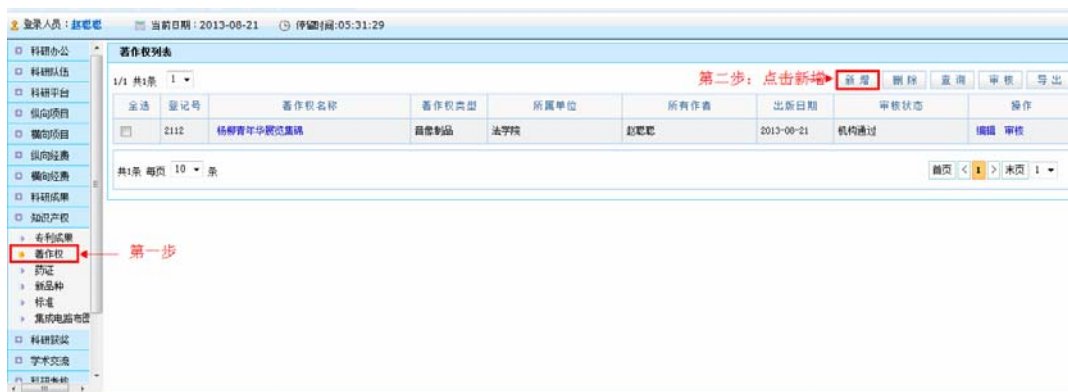 登录人员：赵聪聪 当前日期：2013-08-21 停留时间:05:31:29
科研办公
科研队伍
科研平台
纵向项目
横向项目
纵向经费
横向经费
科研成果
知识产权
专利成果
著作权
药证
新品种
标准
集成电路布图
科研获奖
学术交流
科研考核
著作权列表
1/1 共1条 1
第二步：点击新增
新增 删除 查询 审核 导出
全选 登记号 著作权名称 著作权类型 所属单位 所有作者 出版日期 审核状态 操作
2112 杨柳青年华展览集锦 音像制品 法学院 赵聪聪 2013-08-21 机构通过 编辑 审核
共1条 每页 10 条
首页 < 1 > 末页 1
第一步